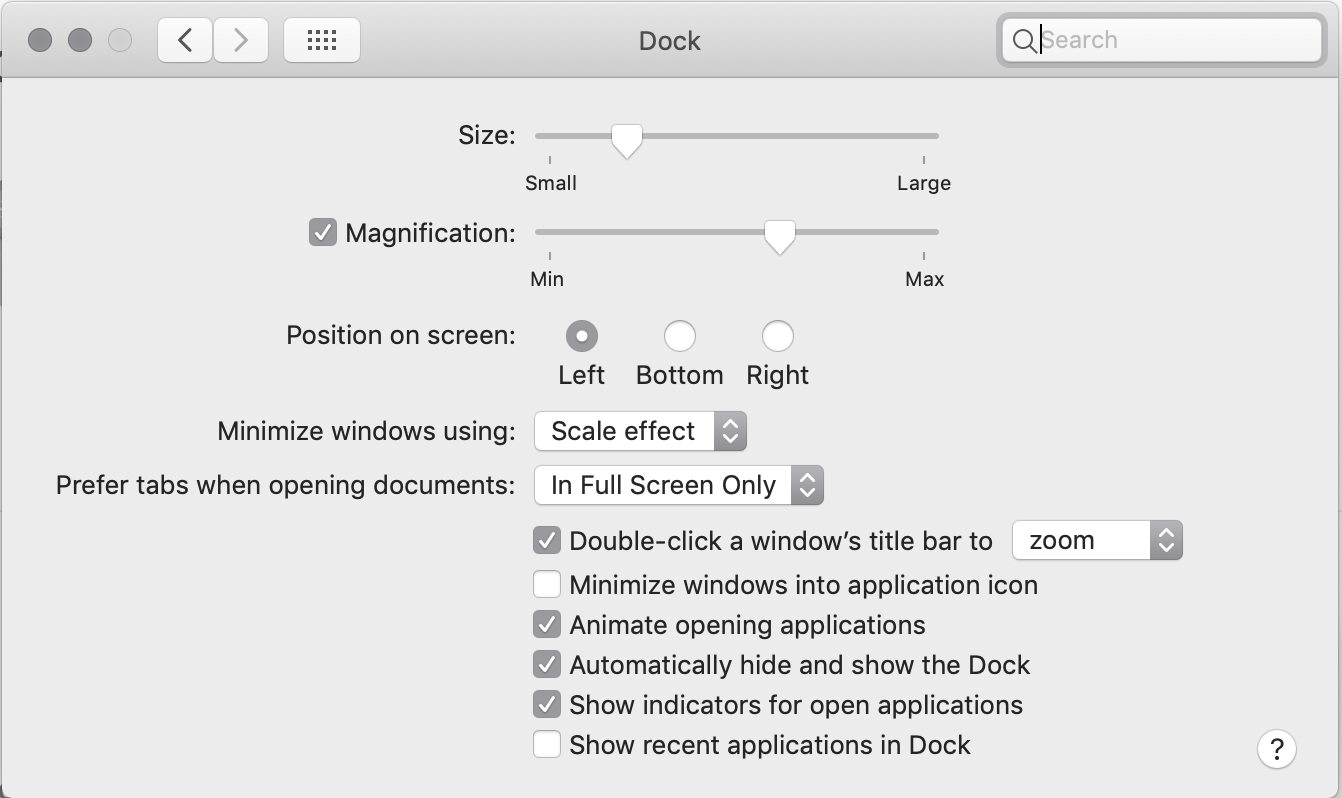 Dock
Search
Size:
Small Large
Magnification:
Min Max
Position on screen:
Left Bottom Right
Minimize windows using: Scale effect
Prefer tabs when opening documents: In Full Screen Only
Double-click a window’s title bar to zoom
Minimize windows into application icon
Animate opening applications
Automatically hide and show the Dock
Show indicators for open applications
Show recent applications in Dock
?